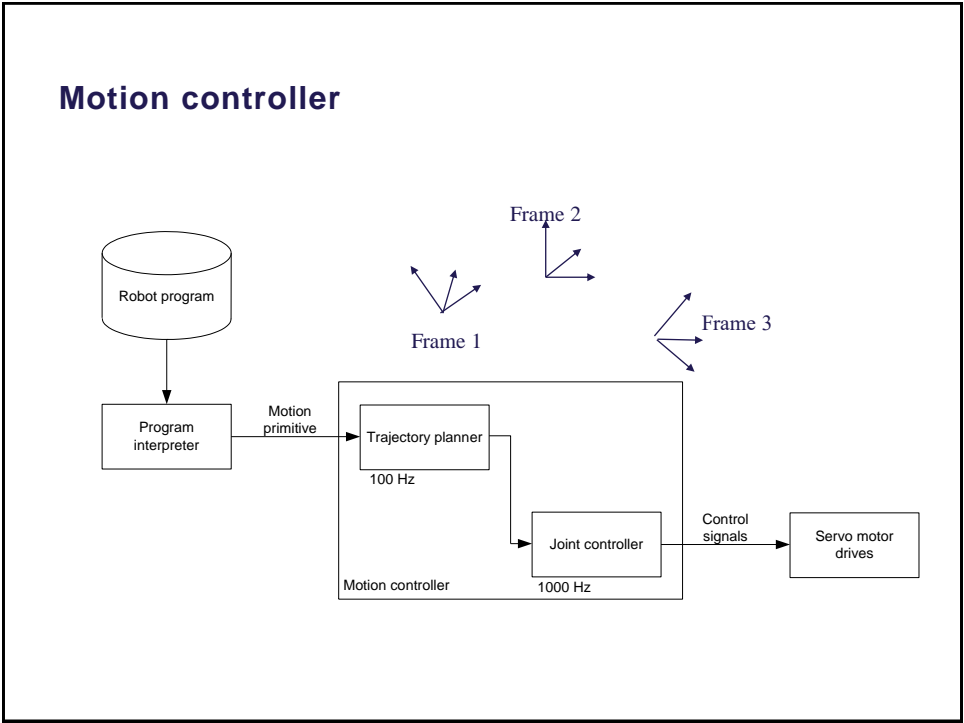 Motion controller
Frame 2
Robot program
Frame 1
Frame 3
Program
interpreter
Motion
primitive
Trajectory planner
100 Hz
Joint controller
1000 Hz
Motion controller
Control
signals
Servo motor
drives